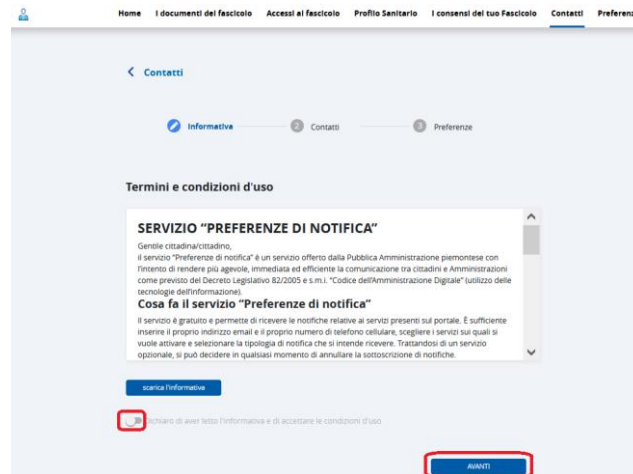 Home I documenti del fascicolo Accessi al fascicolo Profilo Sanitario I consensi del tuo Fascicolo Contatti Preferenz
Contatti
Informativa 2 Contatti 3 Preferenze
Termini e condizioni d'uso
SERVIZIO “PREFERENZE DI NOTIFICA”
Gentile cittadina/cittadino,
il servizio “Preferenze di notifica” è un servizio offerto dalla Pubblica Amministrazione piemontese con
l'intento di rendere più agevole, immediata ed efficiente la comunicazione tra cittadini e Amministrazioni
come previsto del Decreto Legislativo 82/2005 e s.m.i. “Codice dell'Amministrazione Digitale” (utilizzo delle
tecnologie dell'informazione).
Cosa fa il servizio “Preferenze di notifica”
Il servizio è gratuito e permette di ricevere le notifiche relative ai servizi presenti sul portale. È sufficiente
inserire il proprio indirizzo email e il proprio numero di telefono cellulare, scegliere i servizi sui quali si
vuole attivare e selezionare la tipologia di notifica che si intende ricevere. Trattandosi di un servizio
opzionale, si può decidere in qualsiasi momento di annullare la sottoscrizione di notifiche.
scarica l'informativa
Dichiaro di aver letto l'informativa e di accettare le condizioni d'uso
AVANTI